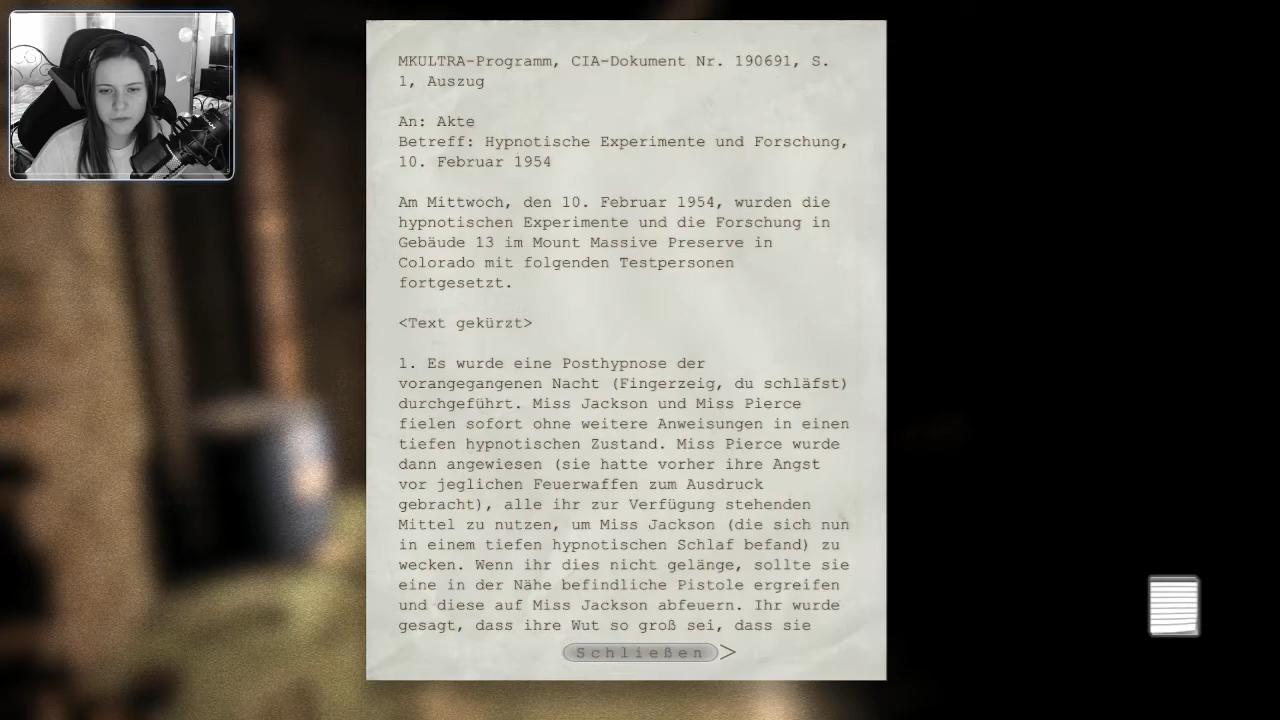 MKULTRA-Programm, CIA-Dokument Nr. 190691, S.
1, Auszug
An: Akte
Betreff: Hypnotische Experimente und Forschung,
10. Februar 1954
Am Mittwoch, den 10. Februar 1954, wurden die
hypnotischen Experimente und die Forschung in
Gebäude 13 im Mount Massive Preserve in
Colorado mit folgenden Testpersonen
fortgesetzt.
<Text gekürzt>
1. Es wurde eine Posthypnose der
vorangegangenen Nacht (Fingerzeig, du schläfst)
durchgeführt. Miss Jackson und Miss Pierce
fielen sofort ohne weitere Anweisungen in einen
tiefen hypnotischen Zustand. Miss Pierce wurde
dann angewiesen (sie hatte vorher ihre Angst
vor jeglichen Feuerwaffen zum Ausdruck
gebracht), alle ihr zur Verfügung stehenden
Mittel zu nutzen, um Miss Jackson (die sich nun
in einem tiefen hypnotischen Schlaf befand) zu
wecken. Wenn ihr dies nicht gelänge, sollte sie
eine in der Nähe befindliche Pistole ergreifen
und diese auf Miss Jackson abfeuern. Ihr wurde
gesagt, dass ihre Wut so groß sei, dass sie
Schließen >